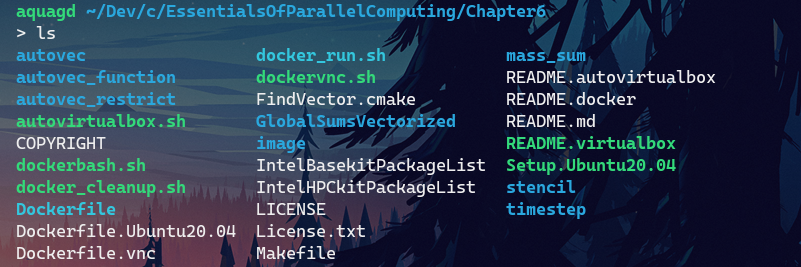 aquagd ~/Dev/c/EssentialsOfParallelComputing/Chapter6
> ls
autovec docker_run.sh mass_sum
autovec_function dockervnc.sh README.autovirtualbox
autovec_restrict FindVector.cmake README.docker
autovirtualbox.sh GlobalSumsVectorized README.md
COPYRIGHT image README.virtualbox
dockerbash.sh IntelBasekitPackageList Setup.Ubuntu20.04
docker_cleanup.sh IntelHPCkitPackageList stencil
Dockerfile LICENSE timestep
Dockerfile.Ubuntu20.04 License.txt
Dockerfile.vnc Makefile